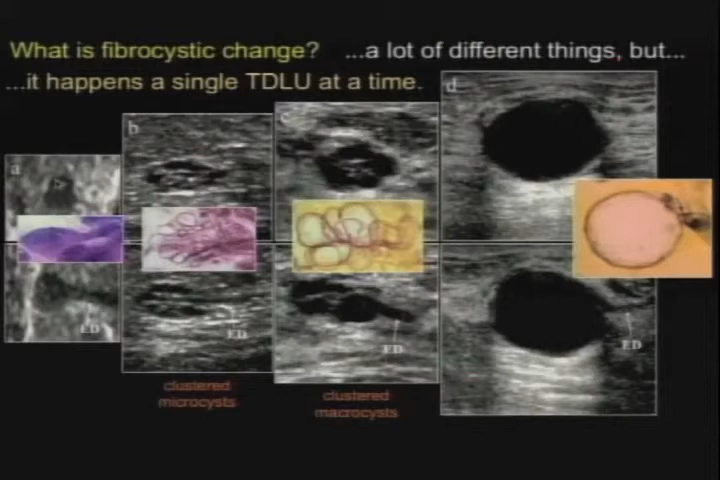 What is fibrocystic change? ...a lot of different things, but...
...it happens a single TDLU at a time.
a
b
c
d
ED
ED
ED
ED
clustered
microcysts
clustered
macrocysts